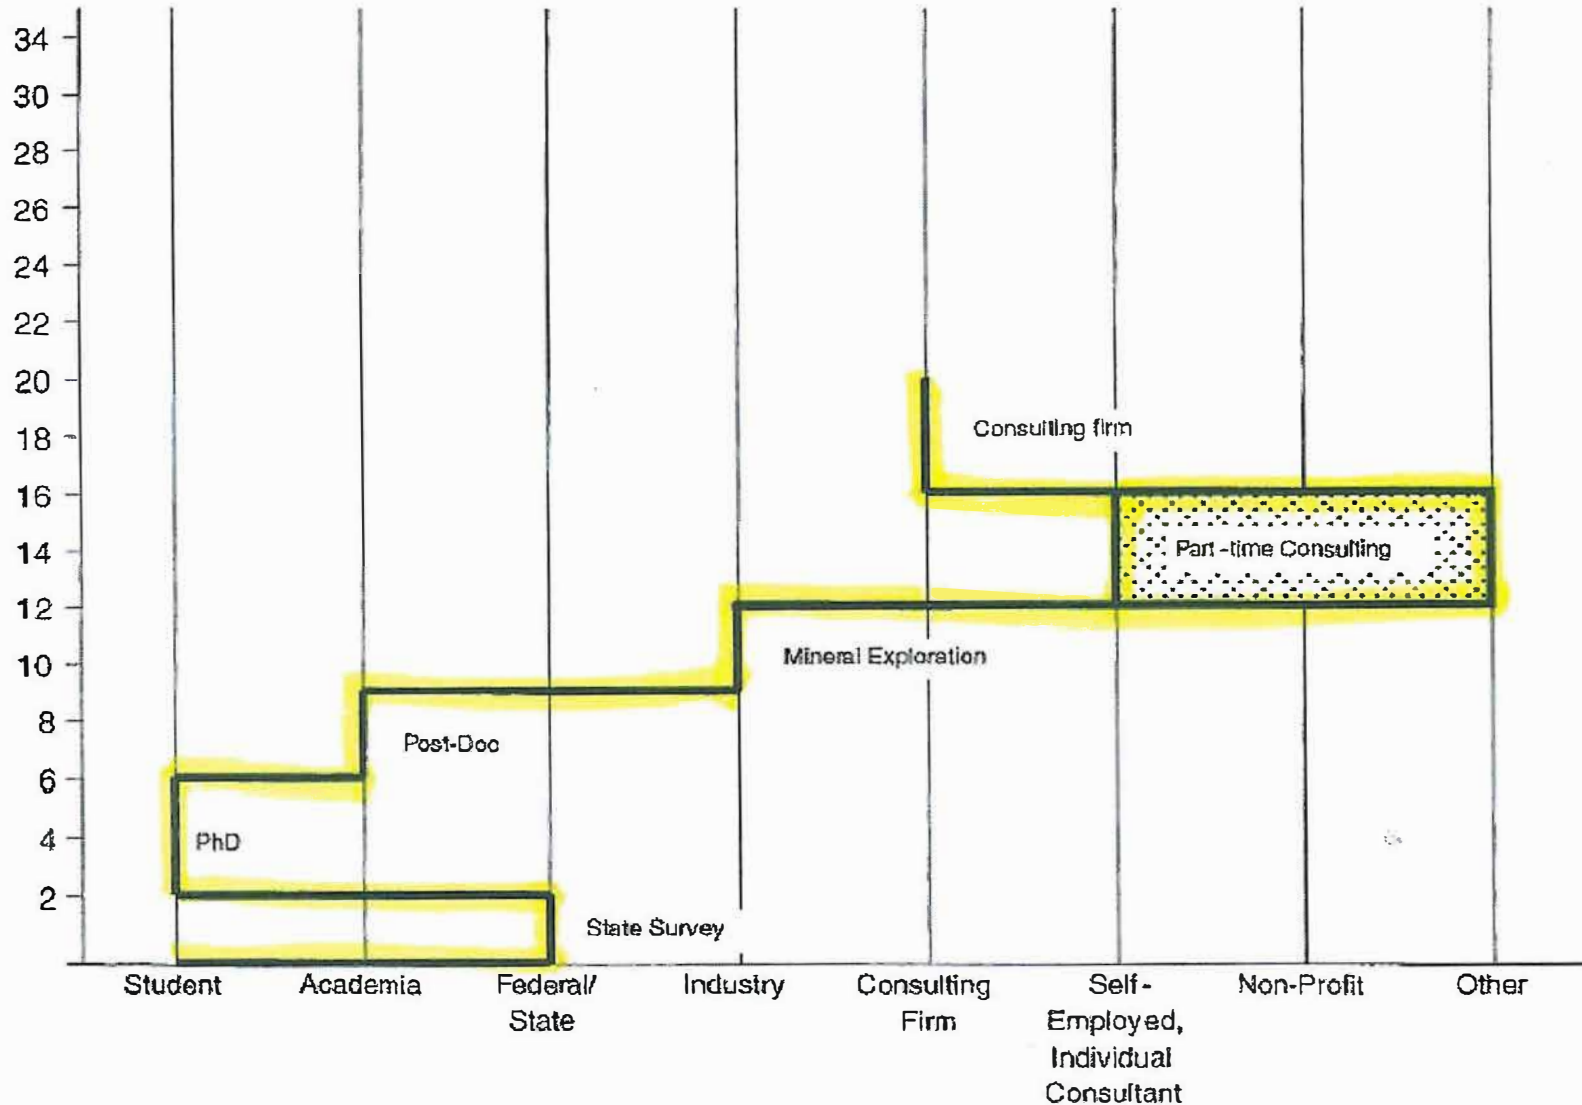 34
30
28
26
24
22
20
18
16
14
12
10
8
6
4
2
Consulting firm
Part-time Consulting
Mineral Exploration
Post-Doc
PhD
State Survey
Student Academia Federal/ Industry Consulting Self- Non-Profit Other
State Firm Employed,
Individual
Consultant